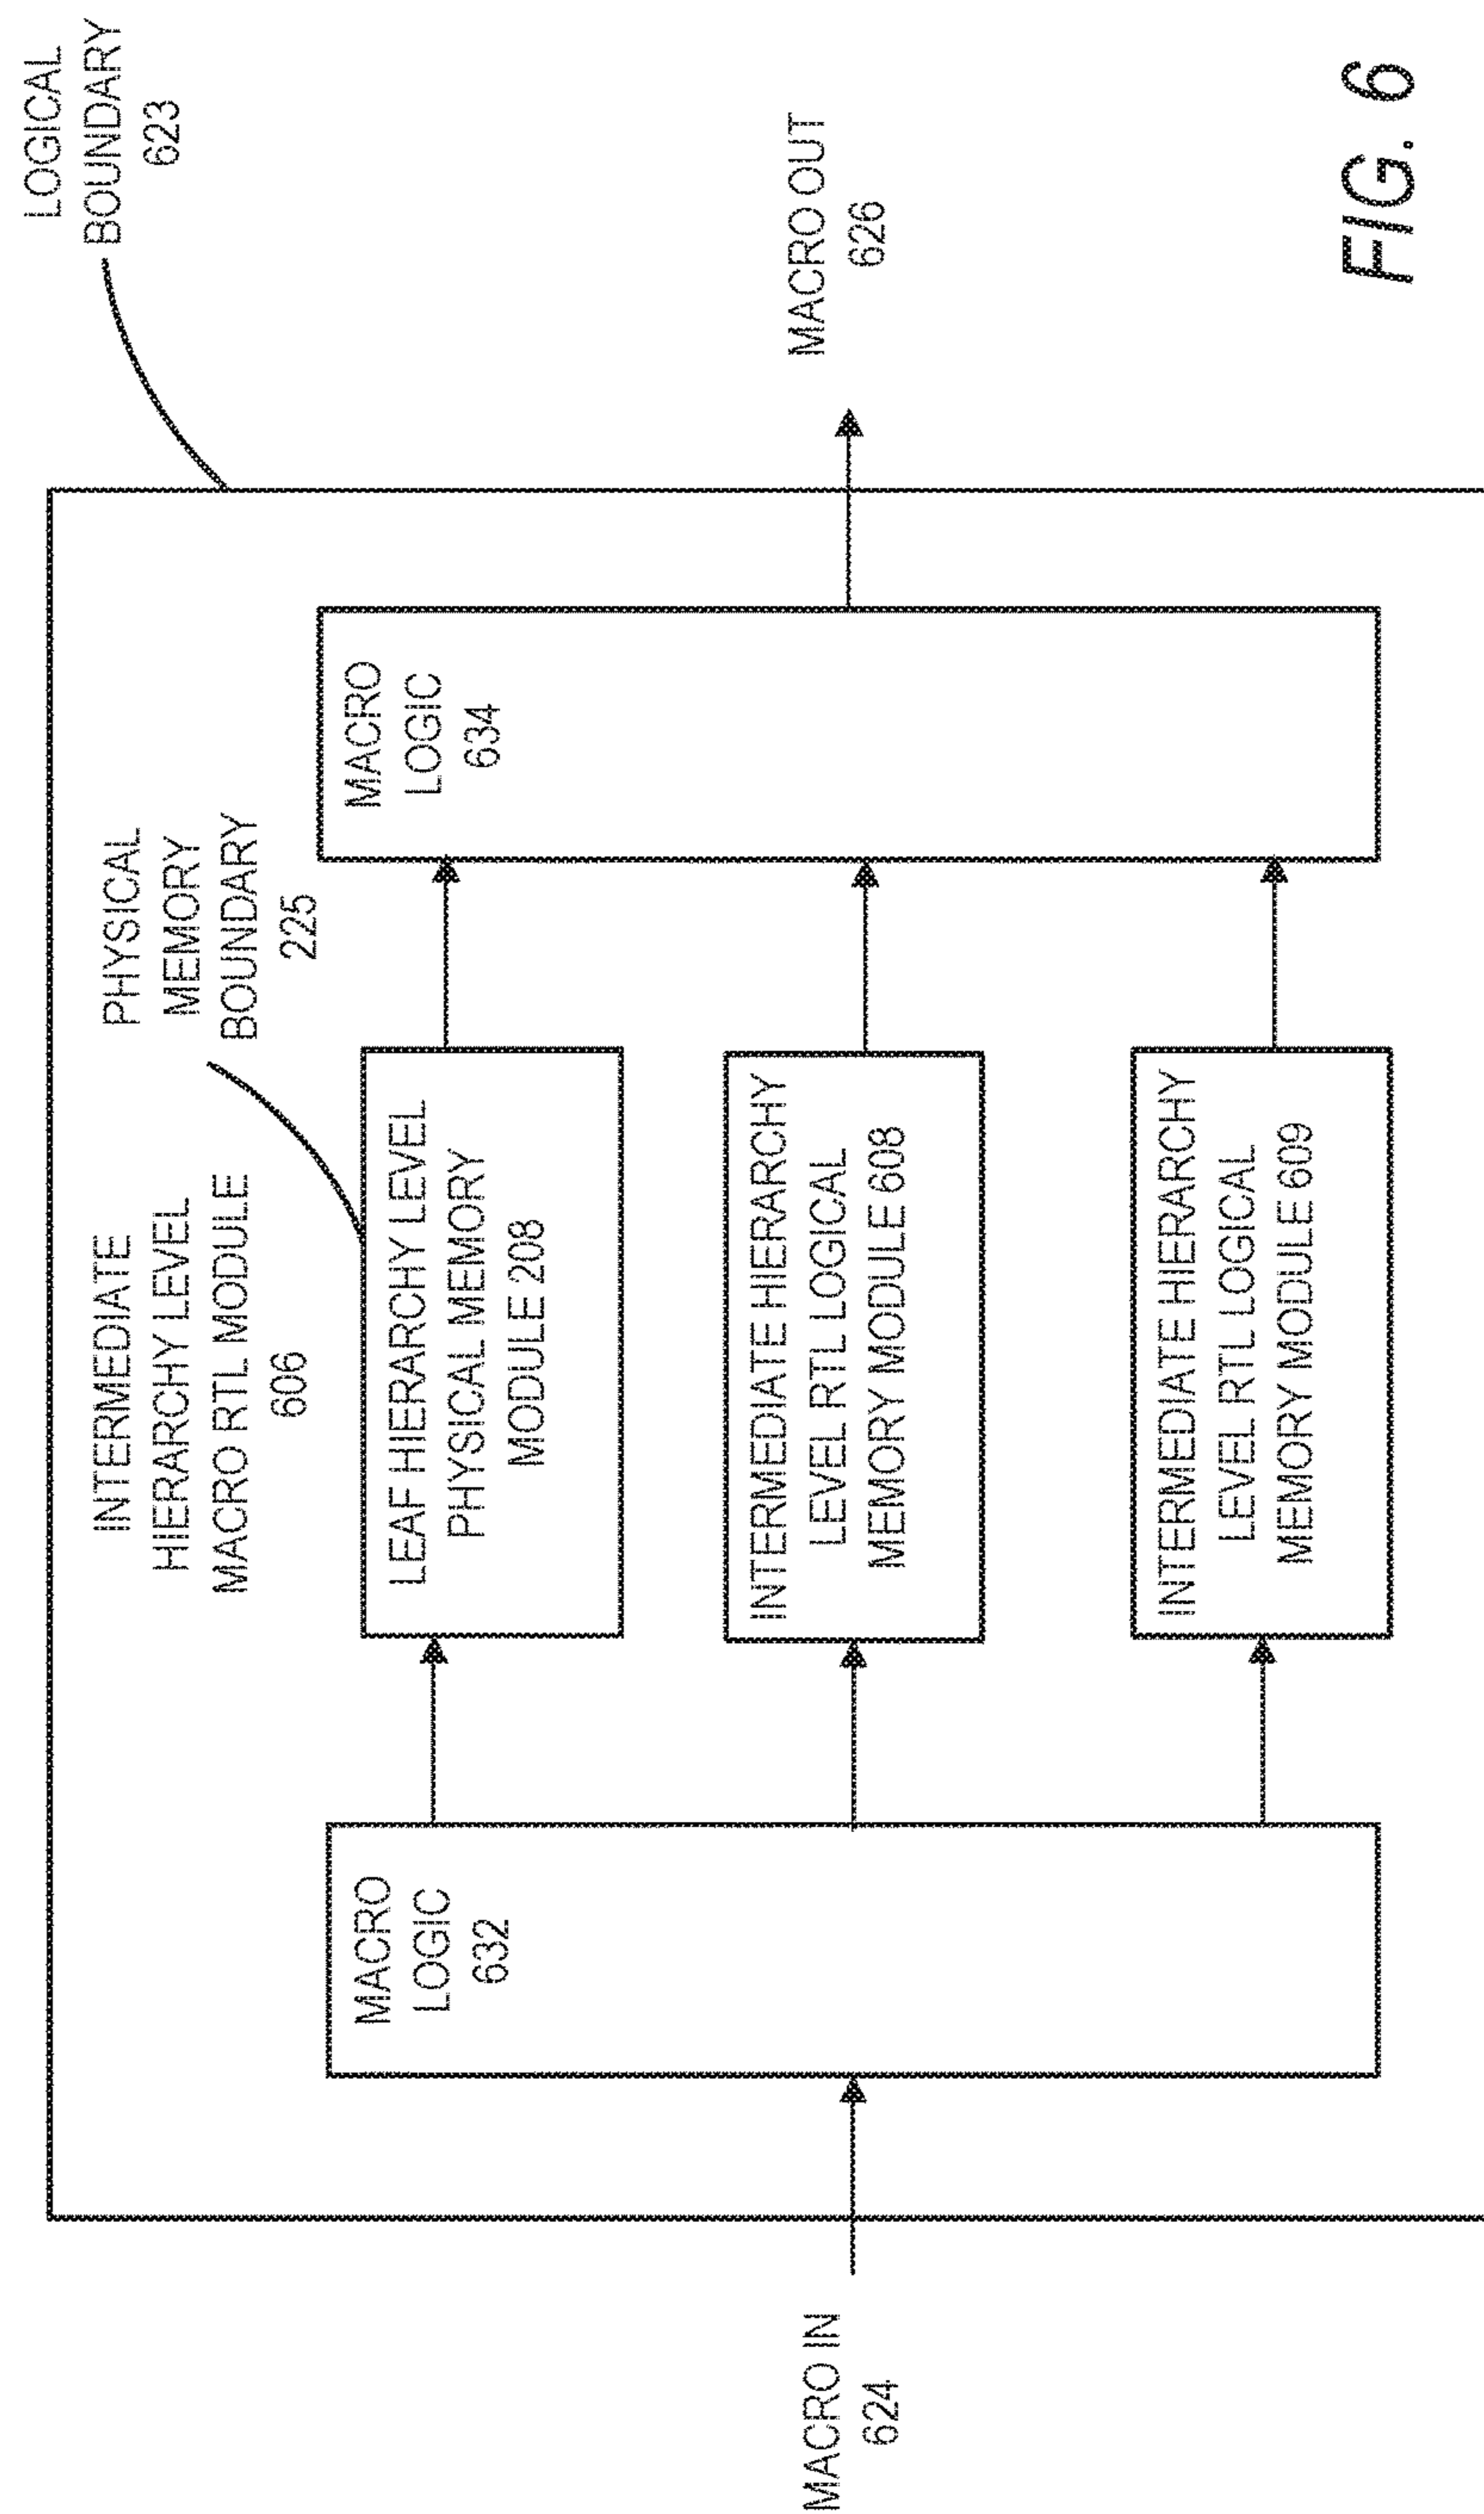 LOGICAL
BOUNDARY
623
INTERMEDIATE
HIERARCHY LEVEL
MACRO RTL MODULE
606
PHYSICAL
MEMORY
BOUNDARY
225
MACRO IN
624
MACRO
LOGIC
632
LEAF HIERARCHY LEVEL
PHYSICAL MEMORY
MODULE 208
INTERMEDIATE HIERARCHY
LEVEL RTL LOGICAL
MEMORY MODULE 608
INTERMEDIATE HIERARCHY
LEVEL RTL LOGICAL
MEMORY MODULE 609
MACRO
LOGIC
634
MACRO OUT
626
FIG. 6